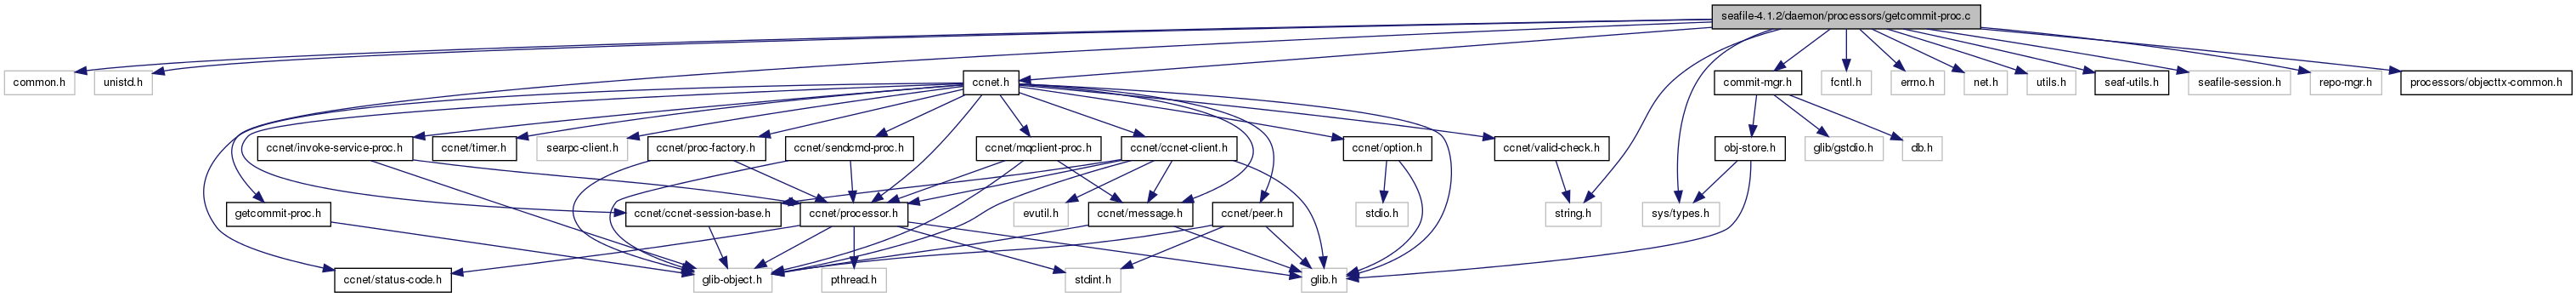 seafile-4.1.2/daemon/processors/getcommit-proc.c
common.h
unistd.h
ccnet.h
commit-mgr.h
fcntl.h
errno.h
net.h
utils.h
seaf-utils.h
seafile-session.h
repo-mgr.h
processors/objecttx-common.h
ccnet/invoke-service-proc.h
ccnet/timer.h
searpc-client.h
ccnet/proc-factory.h
ccnet/sendcmd-proc.h
ccnet/mqclient-proc.h
ccnet/ccnet-client.h
ccnet/option.h
ccnet/valid-check.h
obj-store.h
glib/gstdio.h
db.h
getcommit-proc.h
ccnet/ccnet-session-base.h
ccnet/processor.h
evutil.h
ccnet/message.h
ccnet/peer.h
stdio.h
string.h
sys/types.h
ccnet/status-code.h
glib-object.h
pthread.h
stdint.h
glib.h